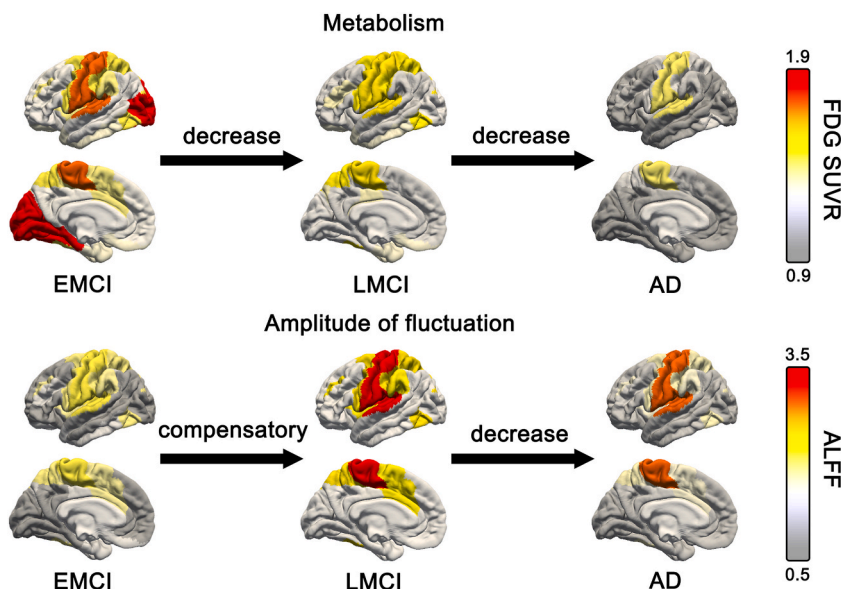 Metabolism
decrease
decrease
EMCI
LMCI
AD
1.9
FDG SUVR
0.9
Amplitude of fluctuation
compensatory
decrease
EMCI
LMCI
AD
3.5
ALFF
0.5